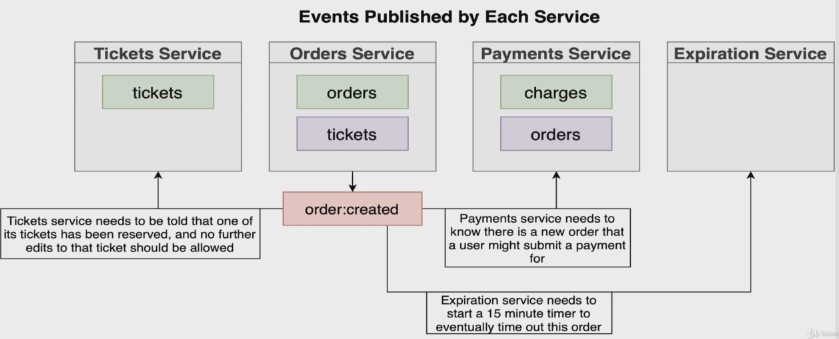 Events Published by Each Service
Tickets Service
Orders Service
Payments Service
Expiration Service
tickets
orders
tickets
charges
orders
order:created
Tickets service needs to be told that one of
its tickets has been reserved, and no further
edits to that ticket should be allowed
Payments service needs to
know there is a new order that
a user might submit a payment
for
Expiration service needs to
start a 15 minute timer to
eventually time out this order